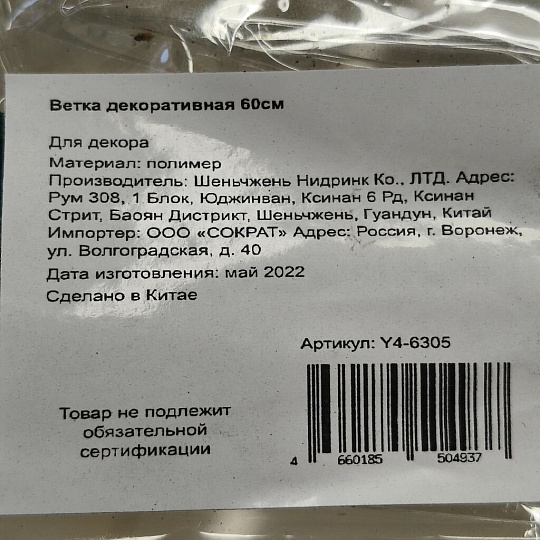 Ветка декоративная 60см
Для декора
Материал: полимер
Производитель: Шеньчжень Нидринк Ко., ЛТД. Адрес:
Рум 308, 1 Блок, Юджинван, Ксинан 6 Рд, Ксинан
Стрит, Баоян Дистрикт, Шеньчжень, Гуандун, Китай
Импортер: ООО «СОКРАТ» Адрес: Россия, г. Воронеж,
ул. Волгоградская, д. 40
Дата изготовления: май 2022
Сделано в Китае
Артикул: Y4-6305
Товар не подлежит
обязательной
сертификации
4 660185 504937